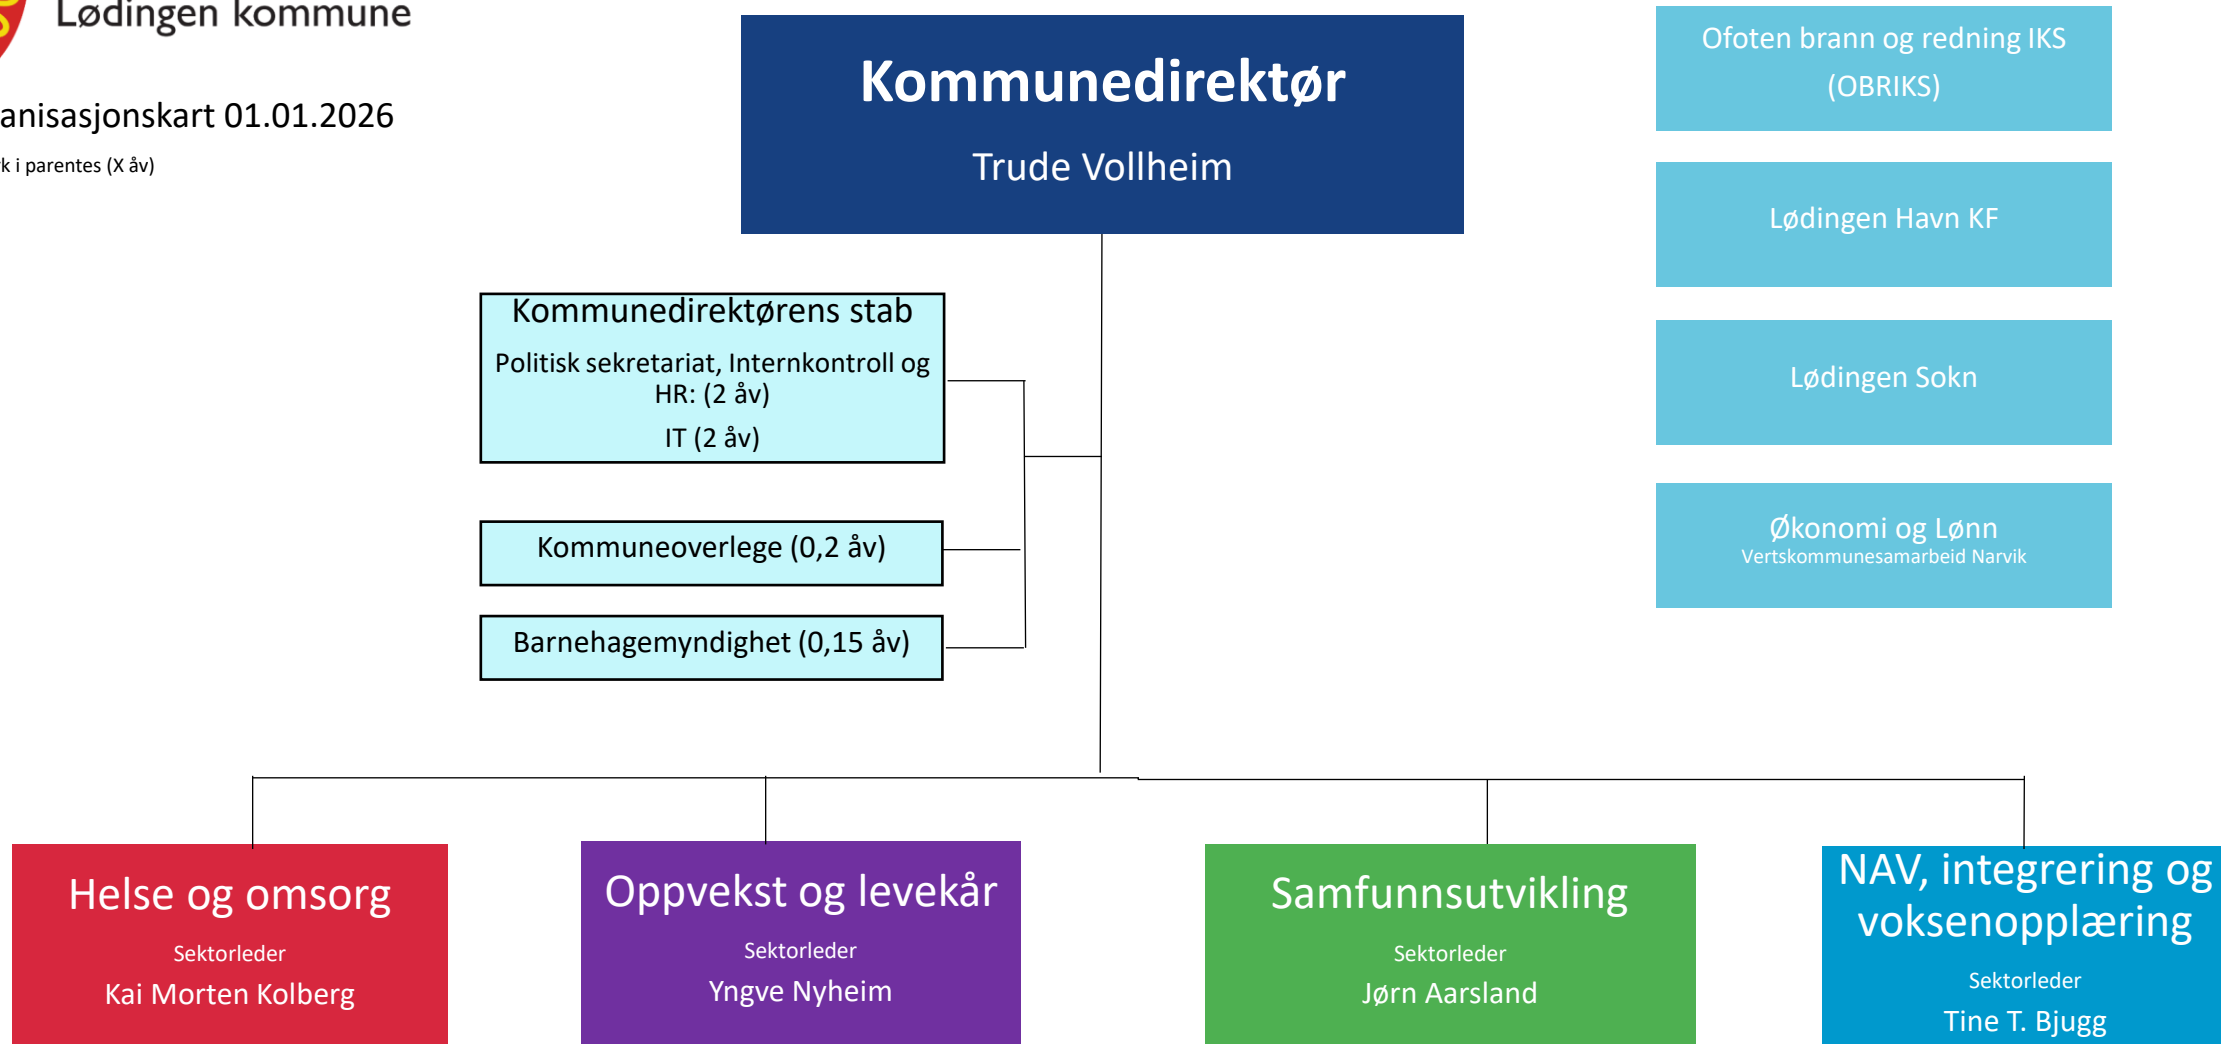 Lødingen kommune
anisasjonskart 01.01.2026
k i parentes (X åv)
Kommunedirektør
Trude Vollheim
Ofoten brann og redning IKS
(OBRIKS)
Lødingen Havn KF
Lødingen Sokn
Økonomi og Lønn
Vertskommunesamarbeid Narvik
Kommunedirektørens stab
Politisk sekretariat, Internkontroll og
HR: (2 åv)
IT (2 åv)
Kommuneoverlege (0,2 åv)
Barnehagemyndighet (0,15 åv)
Helse og omsorg
Sektorleder
Kai Morten Kolberg
Oppvekst og levekår
Sektorleder
Yngve Nyheim
Samfunnsutvikling
Sektorleder
Jørn Aarsland
NAV, integrering og
voksenopplæring
Sektorleder
Tine T. Bjugg